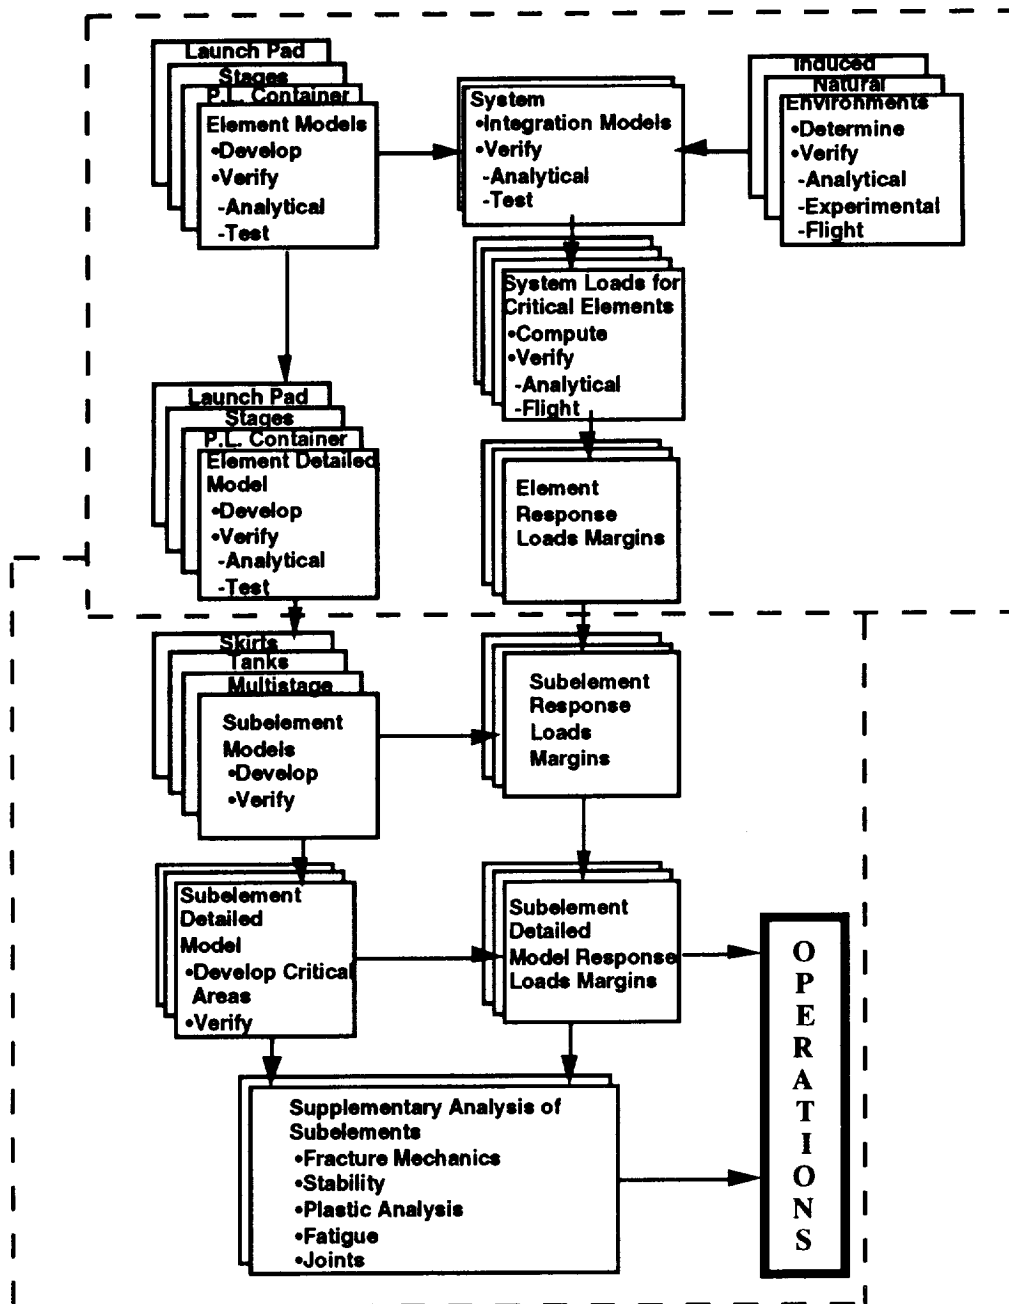 Launch Pad
Stages
P.L. Container
Element Models
•Develop
•Verify
-Analytical
-Test
System
•Integration Models
•Verify
-Analytical
-Test
Induced
Natural
Environments
•Determine
•Verify
-Analytical
-Experimental
-Flight
System Loads for
Critical Elements
•Compute
•Verify
-Analytical
-Flight
Launch Pad
Stages
P.L. Container
Element Detailed
Model
•Develop
•Verify
-Analytical
-Test
Element
Response
Loads Margins
Skirts
Tanks
Multistage
Subelement
Models
•Develop
•Verify
Subelement
Response
Loads
Margins
Subelement
Detailed
Model
•Develop Critical
Areas
•Verify
Subelement
Detailed
Model Response
Loads Margins
Supplementary Analysis of
Subelements
•Fracture Mechanics
•Stability
•Plastic Analysis
•Fatigue
•Joints
OPERATIONS